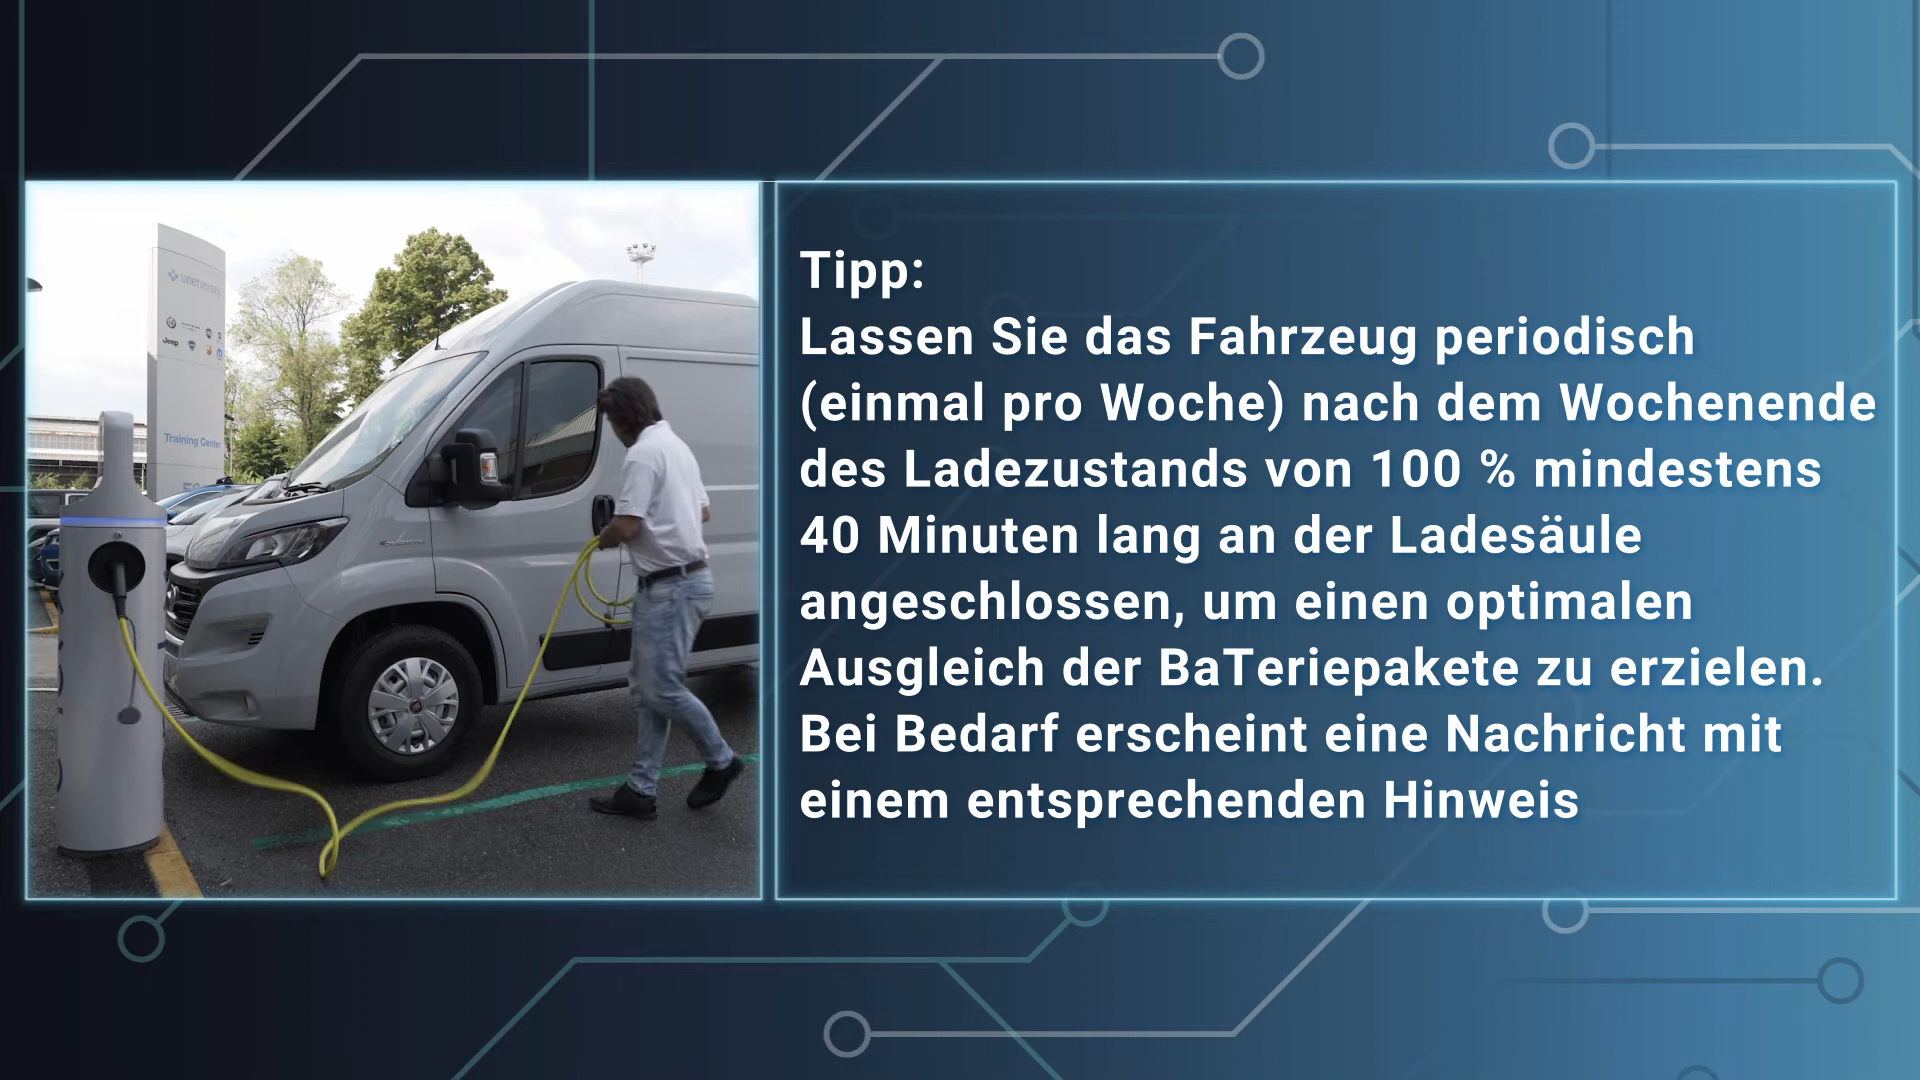 unetversity
Jeep
Training Center
Tipp:
Lassen Sie das Fahrzeug periodisch
(einmal pro Woche) nach dem Wochenende
des Ladezustands von 100 % mindestens
40 Minuten lang an der Ladesäule
angeschlossen, um einen optimalen
Ausgleich der BaTeriepakete zu erzielen.
Bei Bedarf erscheint eine Nachricht mit
einem entsprechenden Hinweis